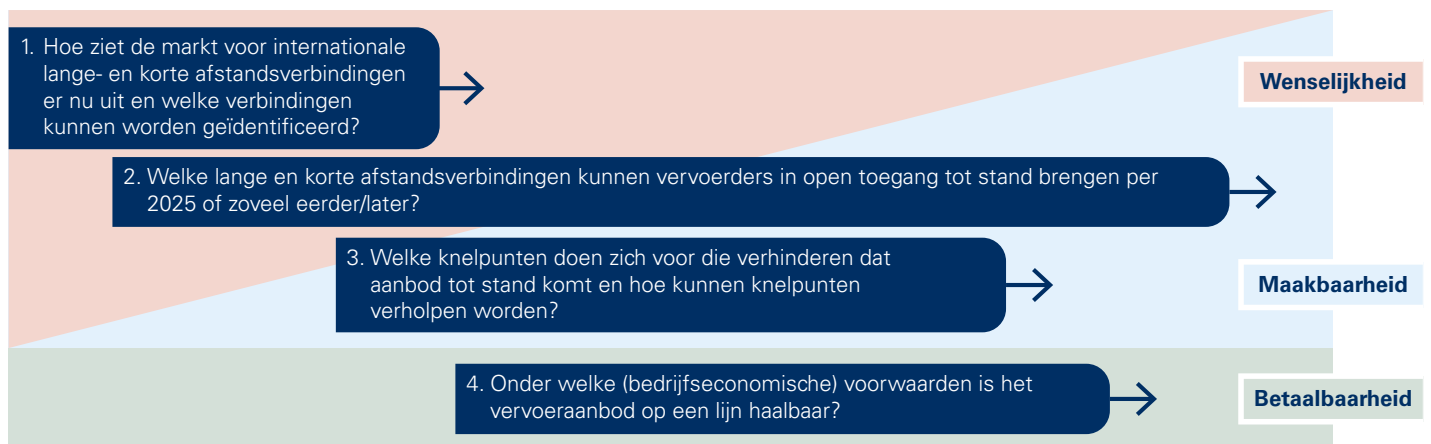 1. Hoe ziet de markt voor internationale
lange- en korte afstandsverbindingen
er nu uit en welke verbindingen
kunnen worden geïdentificeerd?
Wenselijkheid
2. Welke lange en korte afstandsverbindingen kunnen vervoerders in open toegang tot stand brengen per
2025 of zoveel eerder/later?
3. Welke knelpunten doen zich voor die verhinderen dat
aanbod tot stand komt en hoe kunnen knelpunten
verholpen worden?
Maakbaarheid
4. Onder welke (bedrijfseconomische) voorwaarden is het
vervoeraanbod op een lijn haalbaar?
Betaalbaarheid